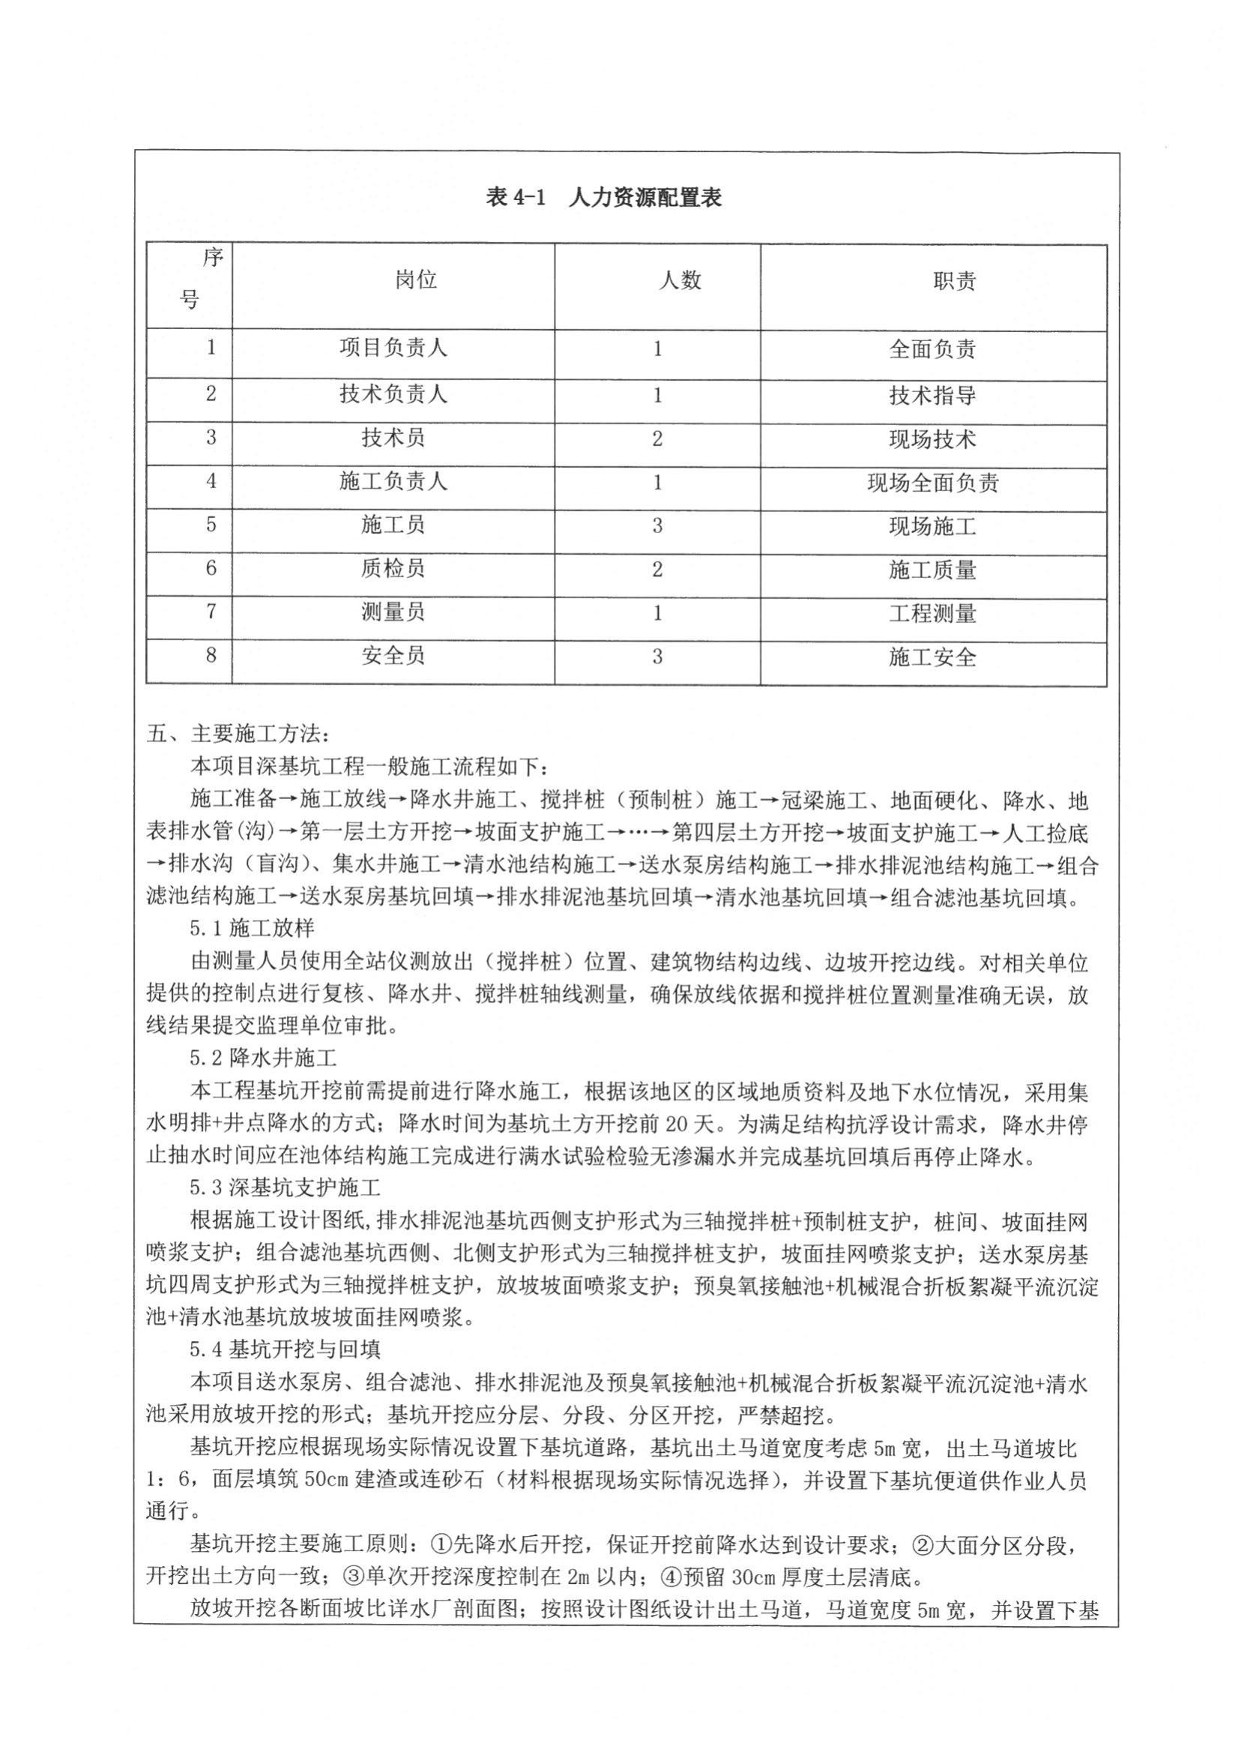 表 4-1 人力资源配置表
序号 岗位 人数 职责
1 项目负责人 1 全面负责
2 技术负责人 1 技术指导
3 技术员 2 现场技术
4 施工负责人 1 现场全面负责
5 施工员 3 现场施工
6 质检员 2 施工质量
7 测量员 1 工程测量
8 安全员 3 施工安全
五、主要施工方法：
本项目深基坑工程一般施工流程如下：
施工准备→施工放线→降水井施工、搅拌桩（预制桩）施工→冠梁施工、地面硬化、降水、地
表排水管(沟)→第一层土方开挖→坡面支护施工→…→第四层土方开挖→坡面支护施工→人工捡底
→排水沟（盲沟）、集水井施工→清水池结构施工→送水泵房结构施工→排水排泥池结构施工→组合
滤池结构施工→送水泵房基坑回填→排水排泥池基坑回填→清水池基坑回填→组合滤池基坑回填。
5.1 施工放样
由测量人员使用全站仪测放出（搅拌桩）位置、建筑物结构边线、边坡开挖边线。对相关单位
提供的控制点进行复核、降水井、搅拌桩轴线测量，确保放线依据和搅拌桩位置测量准确无误，放
线结果提交监理单位审批。
5.2 降水井施工
本工程基坑开挖前需提前进行降水施工，根据该地区的区域地质资料及地下水位情况，采用集
水明排+井点降水的方式；降水时间为基坑土方开挖前 20 天。为满足结构抗浮设计需求，降水井停
止抽水时间应在池体结构施工完成进行满水试验检验无渗漏水并完成基坑回填后再停止降水。
5.3 深基坑支护施工
根据施工设计图纸,排水排泥池基坑西侧支护形式为三轴搅拌桩+预制桩支护，桩间、坡面挂网
喷浆支护；组合滤池基坑西侧、北侧支护形式为三轴搅拌桩支护，坡面挂网喷浆支护；送水泵房基
坑四周支护形式为三轴搅拌桩支护，放坡坡面喷浆支护；预臭氧接触池+机械混合折板絮凝平流沉淀
池+清水池基坑放坡坡面挂网喷浆。
5.4 基坑开挖与回填
本项目送水泵房、组合滤池、排水排泥池及预臭氧接触池+机械混合折板絮凝平流沉淀池+清水
池采用放坡开挖的形式；基坑开挖应分层、分段、分区开挖，严禁超挖。
基坑开挖应根据现场实际情况设置下基坑道路，基坑出土马道宽度考虑 5m 宽，出土马道坡比
1：6，面层填筑 50cm 建渣或连砂石（材料根据现场实际情况选择），并设置下基坑便道供作业人员
通行。
基坑开挖主要施工原则：①先降水后开挖，保证开挖前降水达到设计要求；②大面分区分段，
开挖出土方向一致；③单次开挖深度控制在 2m 以内；④预留 30cm 厚度土层清底。
放坡开挖各断面坡比详水厂剖面图；按照设计图纸设计出土马道，马道宽度 5m 宽，并设置下基